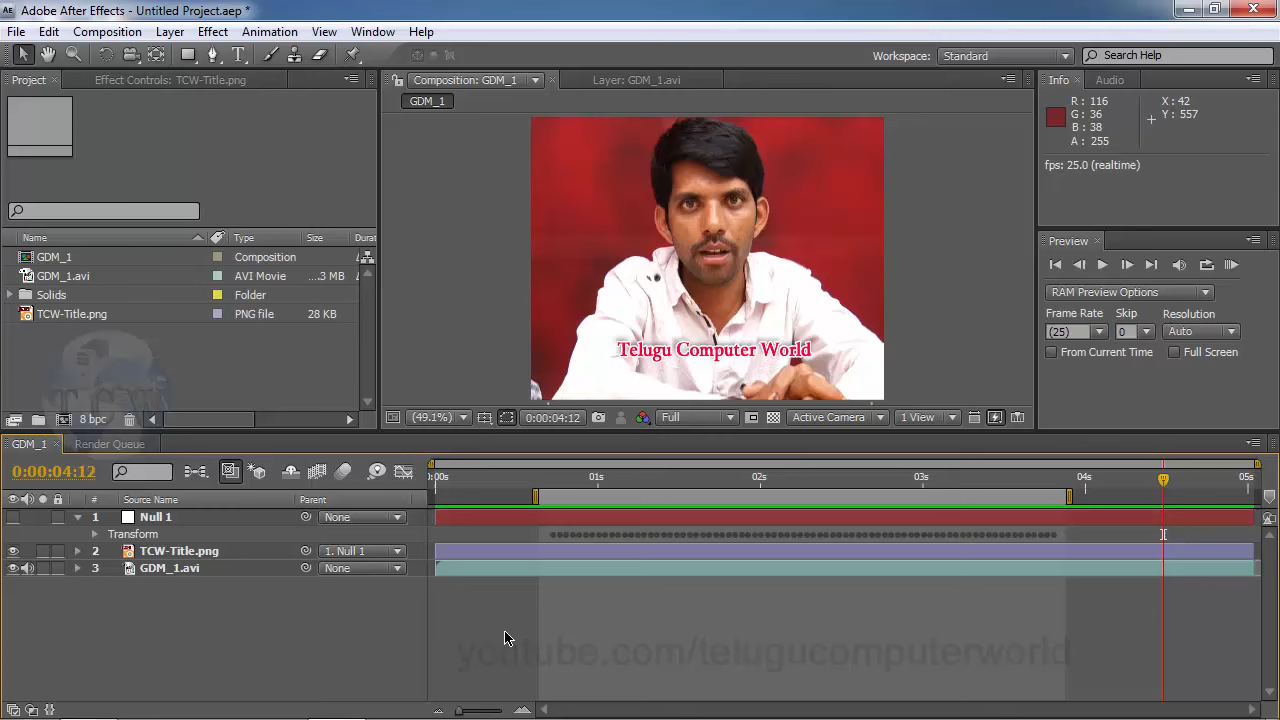 Adobe After Effects - Untitled Project.aep *
File Edit Composition Layer Effect Animation View Window Help
Workspace: Standard Search Help
Project Effect Controls: TCW-Title.png
Composition: GDM_1 Layer: GDM_1.avi
GDM_1
Info Audio
R: 116
G: 36
B: 38
A: 255
X: 42
Y: 557
fps: 25.0 (realtime)
Name Type Size Durat
GDM_1 Composition
GDM_1.avi AVI Movie ...3 MB
Solids Folder
TCW-Title.png PNG file 28 KB
8 bpc
Telugu Computer World
(49.1%) 0:00:04:12 Full Active Camera 1 View
Preview
RAM Preview Options
Frame Rate Skip Resolution
(25) 0 Auto
From Current Time Full Screen
GDM_1 Render Queue
0:00:04:12
0:00s 01s 02s 03s 04s 05s
# Source Name Parent
1 Null 1 None
Transform
2 TCW-Title.png 1. Null 1
3 GDM_1.avi None
youtube.com/telugucomputerworld